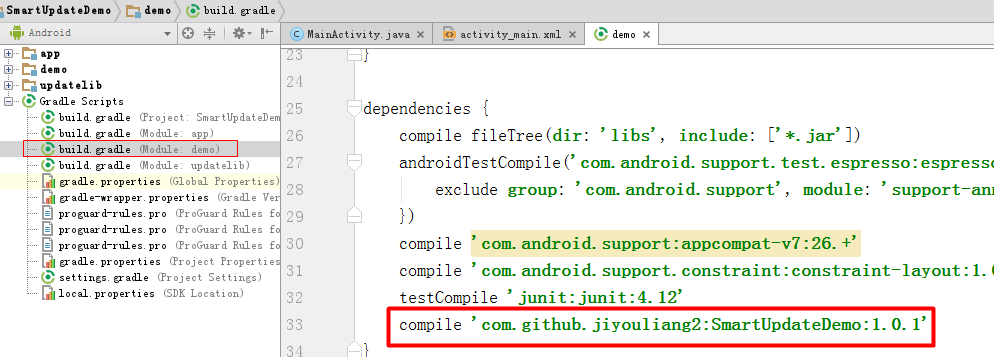 SmartUpdateDemo demo build.gradle
Android
app
demo
updatelib
Gradle Scripts
build.gradle (Project: SmartUpdateDem
build.gradle (Module: app)
build.gradle (Module: demo)
build.gradle (Module: updatelib)
gradle.properties (Global Properties)
gradle-wrapper.properties (Gradle Ver
proguard-rules.pro (ProGuard Rules fo
proguard-rules.pro (ProGuard Rules fo
proguard-rules.pro (ProGuard Rules fo
gradle.properties (Project Properties
settings.gradle (Project Settings)
local.properties (SDK Location)
MainActivity.java activity_main.xml demo
23 }
24
25 dependencies {
26 compile fileTree(dir: 'libs', include: ['*.jar'])
27 androidTestCompile('com.android.support.test.espresso:espresso
28 exclude group: 'com.android.support', module: 'support-ann
29 })
30 compile 'com.android.support:appcompat-v7:26.+'
31 compile 'com.android.support.constraint:constraint-layout:1.0
32 testCompile 'junit:junit:4.12'
33 compile 'com.github.jiyouliang2:SmartUpdateDemo:1.0.1'
34 }